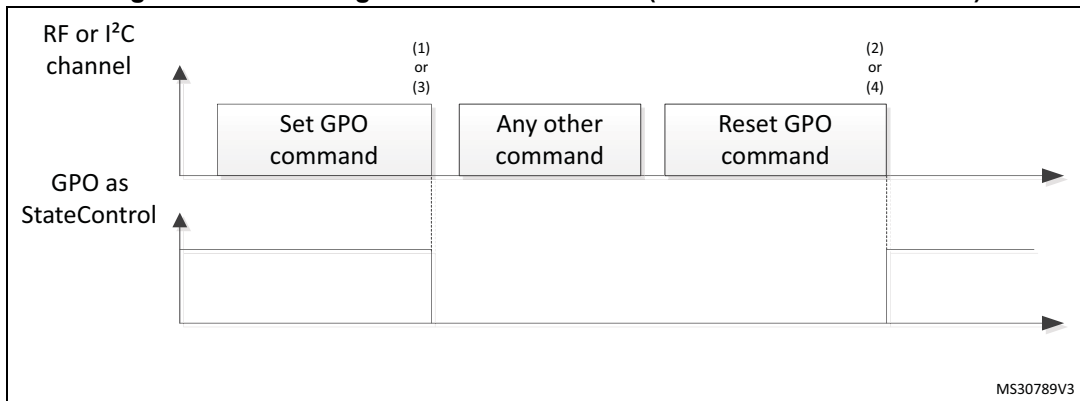 RF or I²C
channel
(1)
or
(3)
(2)
or
(4)
Set GPO
command
Any other
command
Reset GPO
command
GPO as
StateControl
MS30789V3